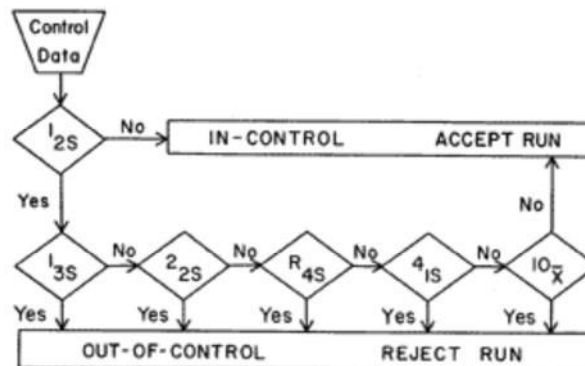 Control
Data
1 2S
No
IN-CONTROL ACCEPT RUN
Yes
No
1 3S
No
2 2S
No
R 4S
No
4 1S
No
10 x̄
Yes
Yes
Yes
Yes
Yes
OUT-OF-CONTROL REJECT RUN